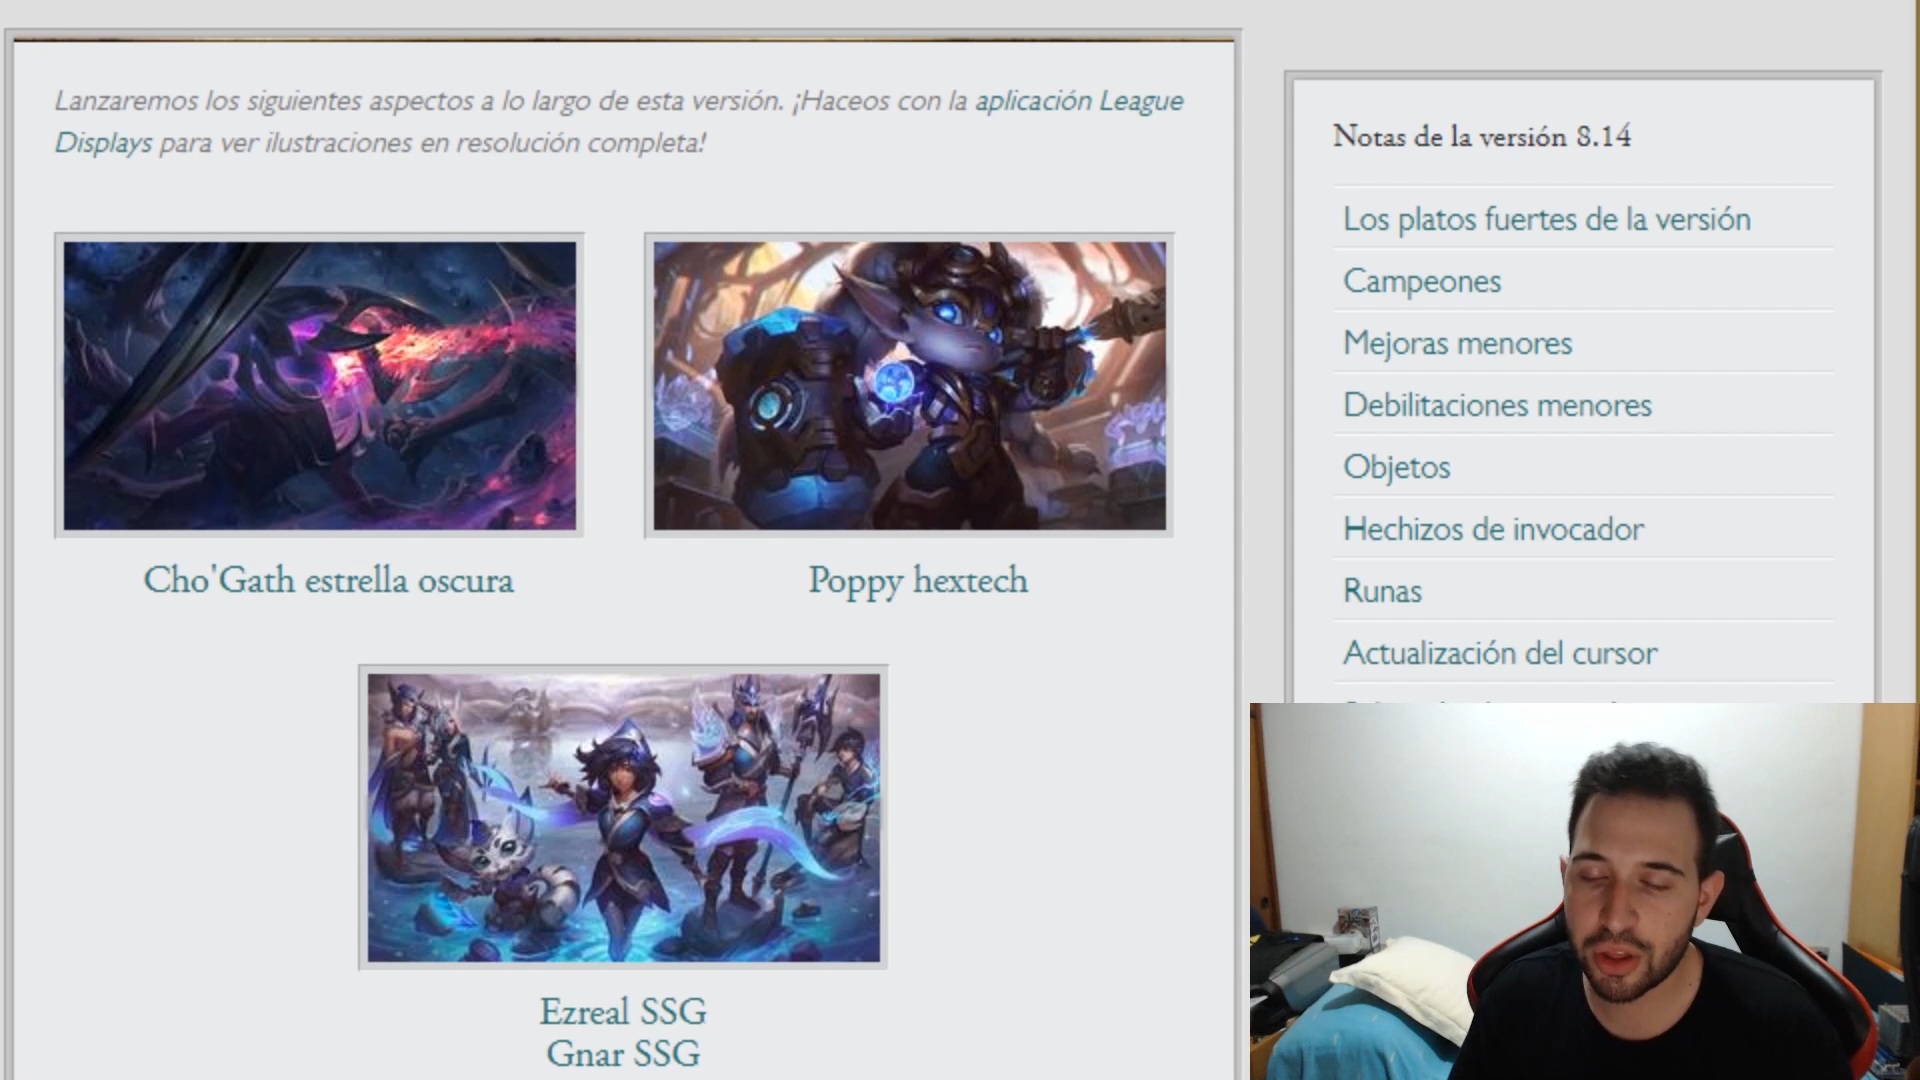 Lanzaremos los siguientes aspectos a lo largo de esta versión. ¡Haceos con la aplicación League
Displays para ver ilustraciones en resolución completa!
Cho'Gath estrella oscura
Poppy hextech
Ezreal SSG
Gnar SSG
Notas de la versión 8.14
Los platos fuertes de la versión
Campeones
Mejoras menores
Debilitaciones menores
Objetos
Hechizos de invocador
Runas
Actualización del cursor